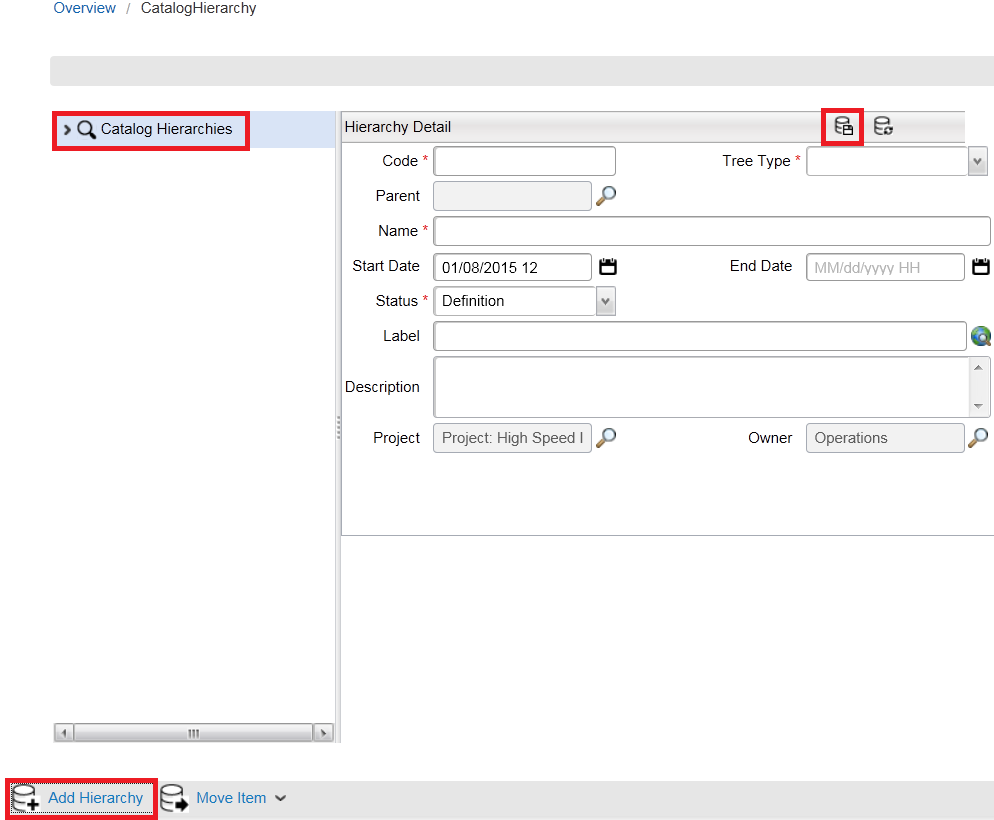 Overview / CatalogHierarchy
Catalog Hierarchies
Hierarchy Detail
Code *
Tree Type *
Parent
Name *
Start Date 01/08/2015 12
End Date MM/dd/yyyy HH
Status * Definition
Label
Description
Project Project: High Speed I
Owner Operations
Add Hierarchy
Move Item